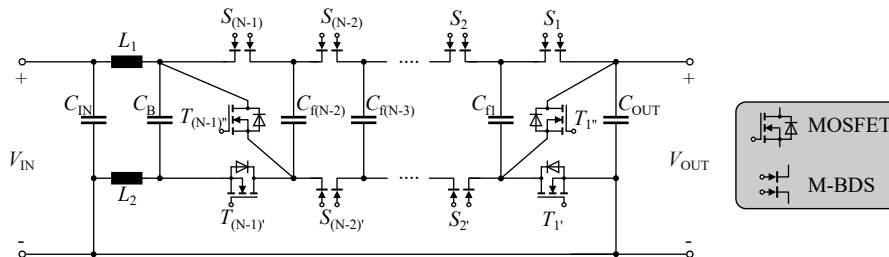 S(N-1) S(N-2) S2 S1
L1
+ +
CIN CB T(N-1)'' Cf(N-2) Cf(N-3) .... Cf1 T1'' COUT
MOSFET
VIN VOUT
M-BDS
L2 ....
T(N-1)' S(N-2)' S2' T1'
- -